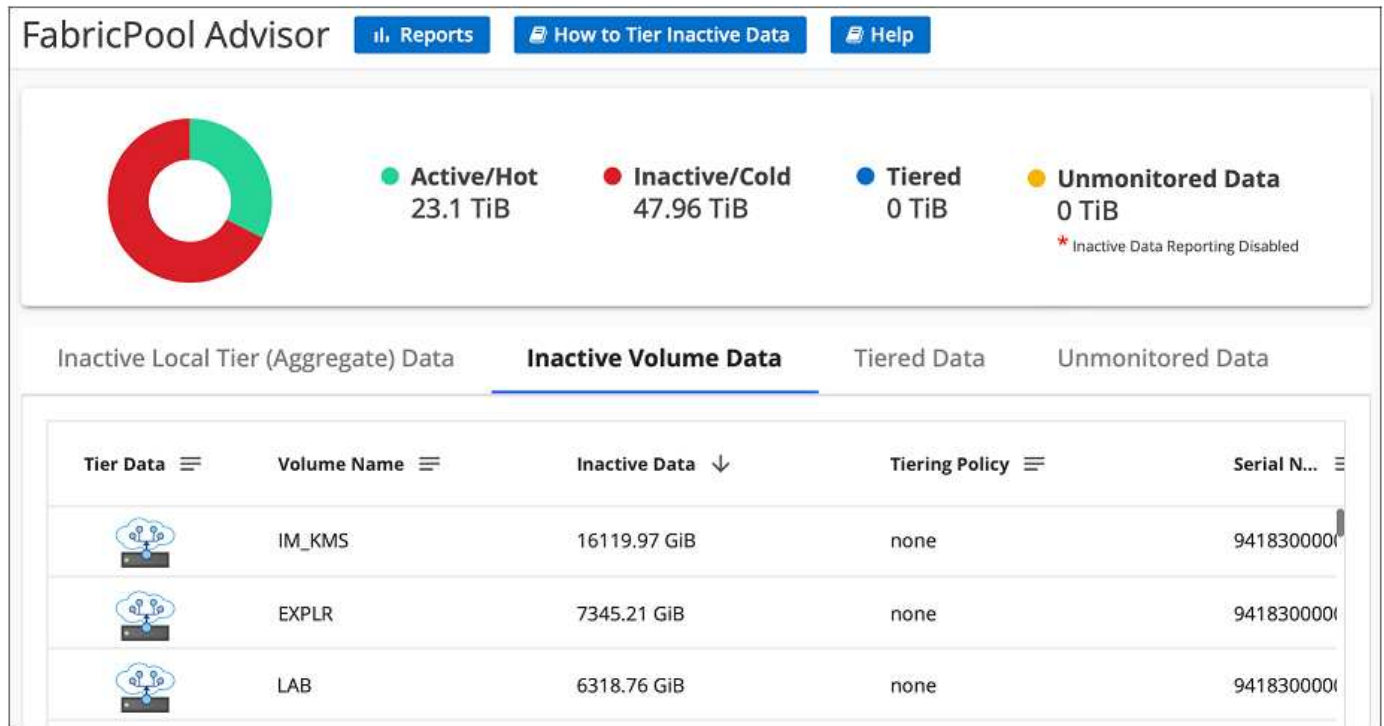 FabricPool Advisor Reports How to Tier Inactive Data Help
Active/Hot Inactive/Cold Tiered Unmonitored Data
23.1 TiB 47.96 TiB 0 TiB 0 TiB
* Inactive Data Reporting Disabled
Inactive Local Tier (Aggregate) Data Inactive Volume Data Tiered Data Unmonitored Data
Tier Data Volume Name Inactive Data Tiering Policy Serial N...
IM_KMS 16119.97 GiB none 9418300000
EXPLR 7345.21 GiB none 9418300000
LAB 6318.76 GiB none 9418300000